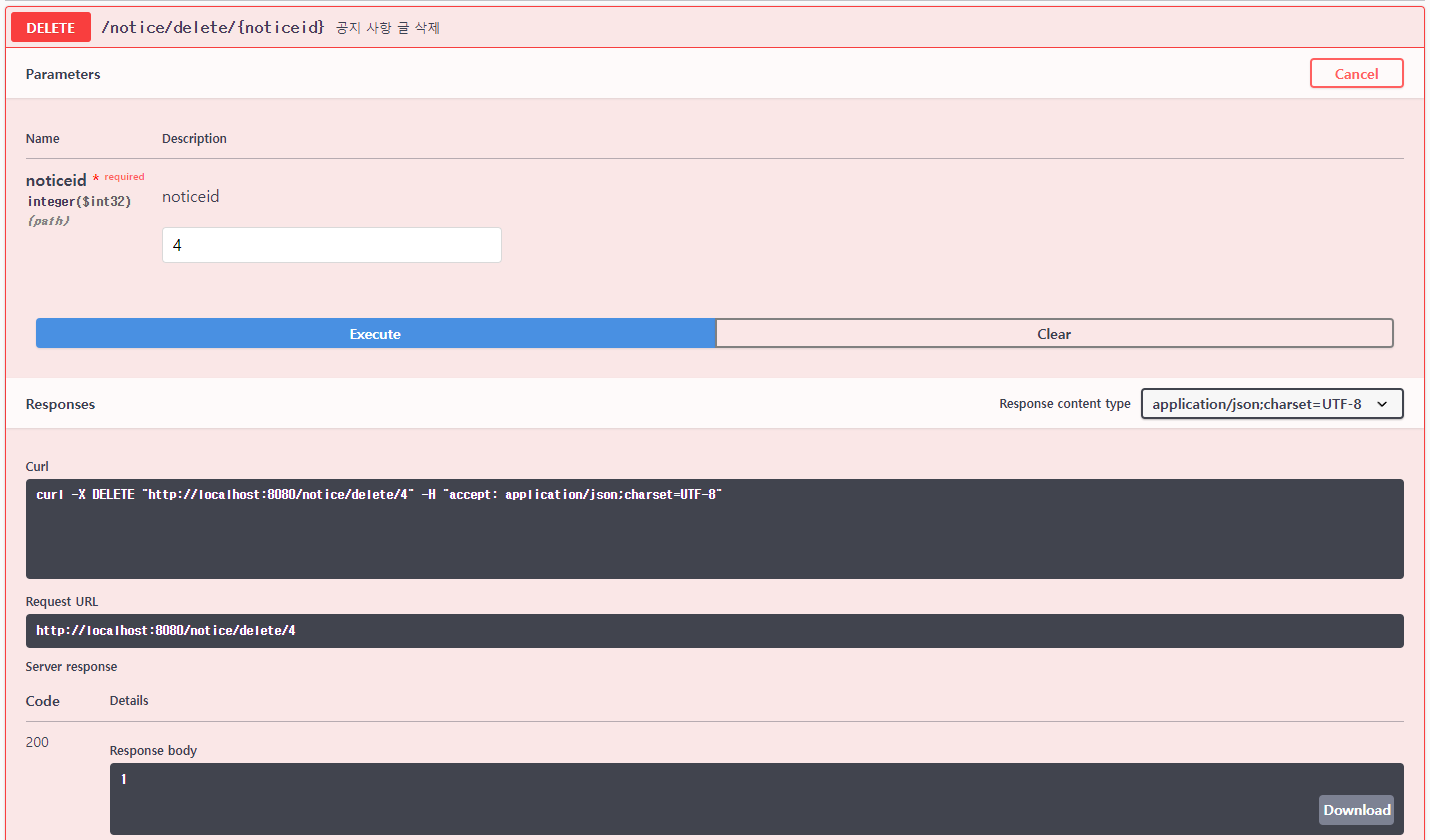 DELETE /notice/delete/{noticeid} 공지 사항 글 삭제
Parameters Cancel
Name Description
noticeid * required
integer($int32)
(path)
noticeid
4
Execute Clear
Responses Response content type application/json;charset=UTF-8
Curl
curl -X DELETE "http://localhost:8080/notice/delete/4" -H "accept: application/json;charset=UTF-8"
Request URL
http://localhost:8080/notice/delete/4
Server response
Code Details
200
Response body
1
Download